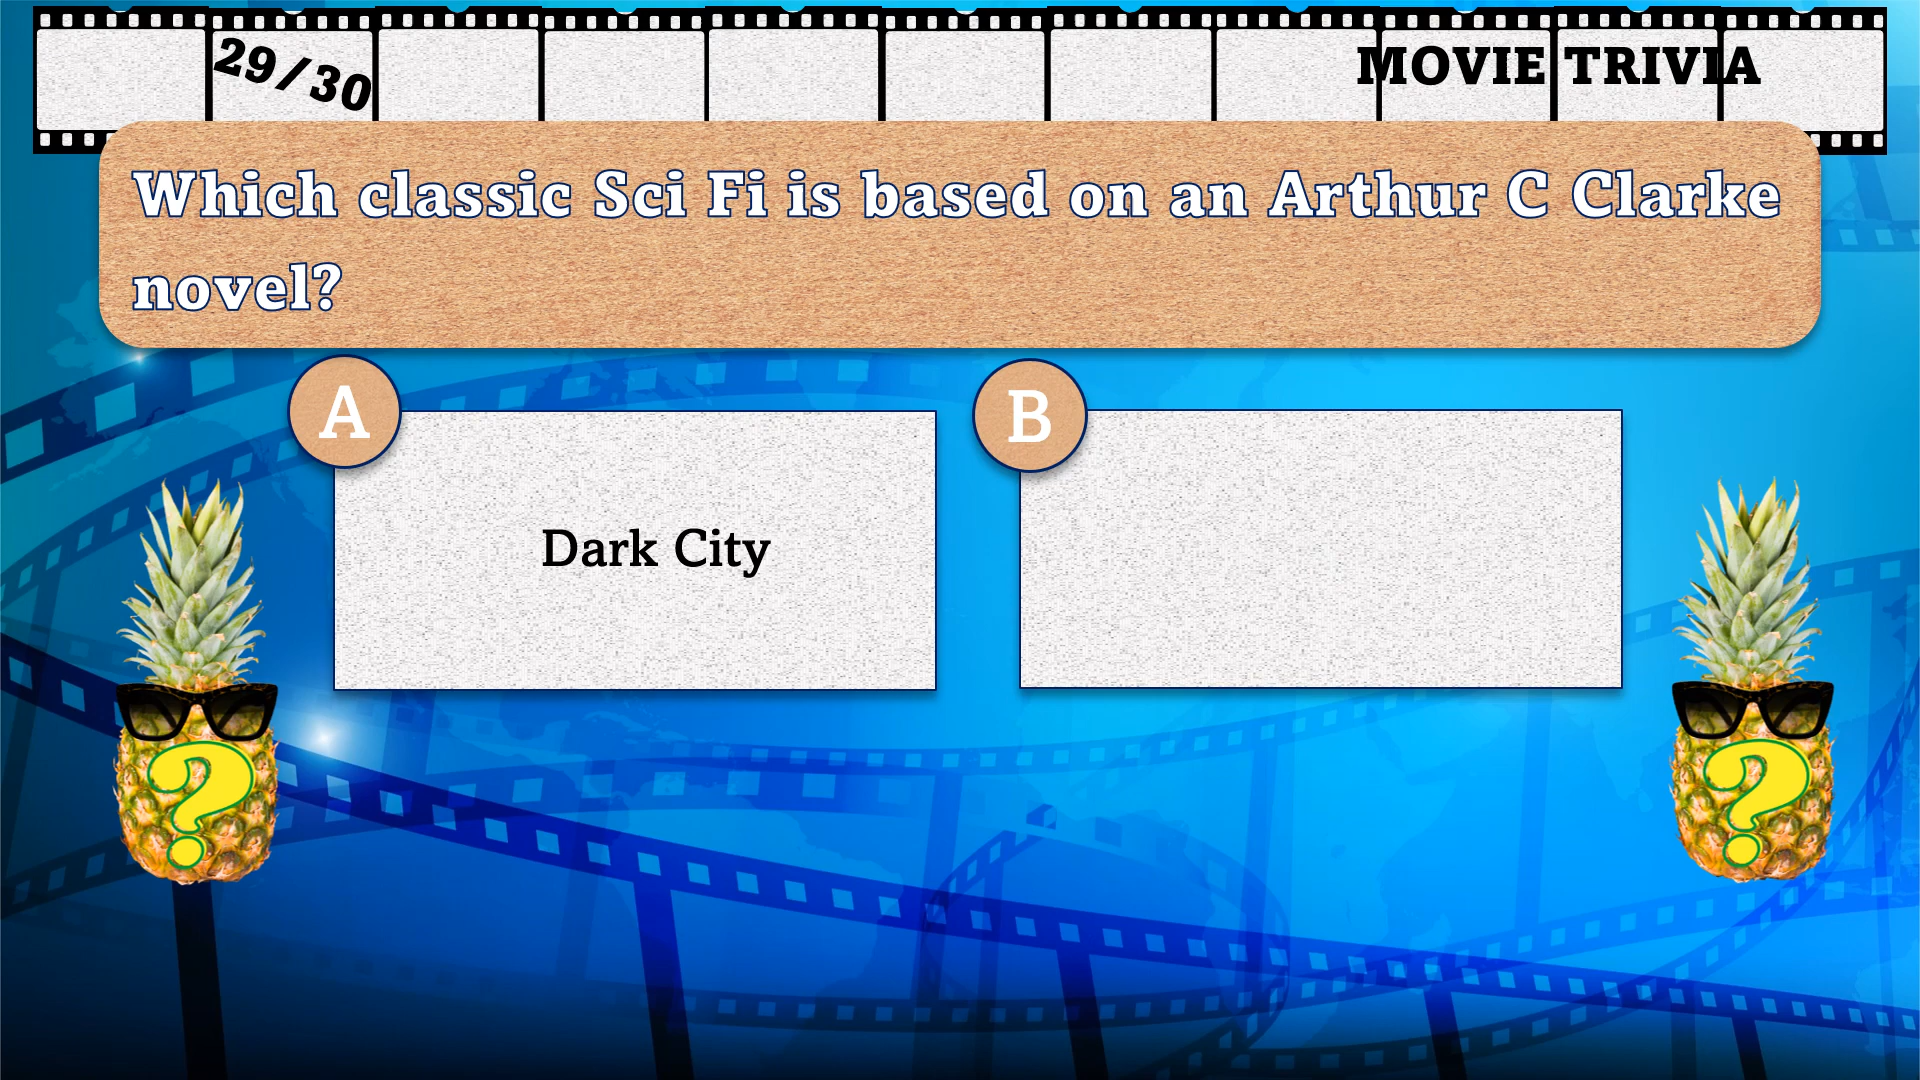 29/30
MOVIE TRIVIA
Which classic Sci Fi is based on an Arthur C Clarke
novel?
A
B
Dark City
?
?